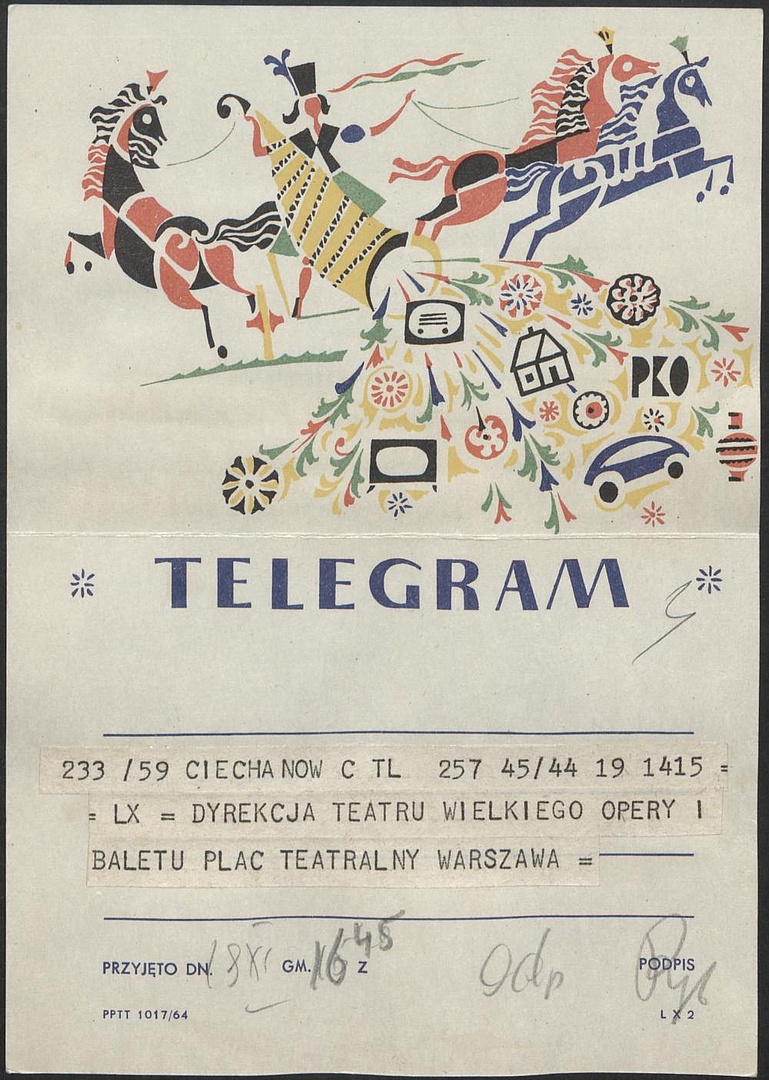 PKO
TELEGRAM
233 /59 CIECHANOW C TL 257 45/44 19 1415 =
= LX = DYREKCJA TEATRU WIELKIEGO OPERY I
BALETU PLAC TEATRALNY WARSZAWA =
PRZYJĘTO DN. GM. 16 45 Z PODPIS
PPTT 1017/64 L X 2